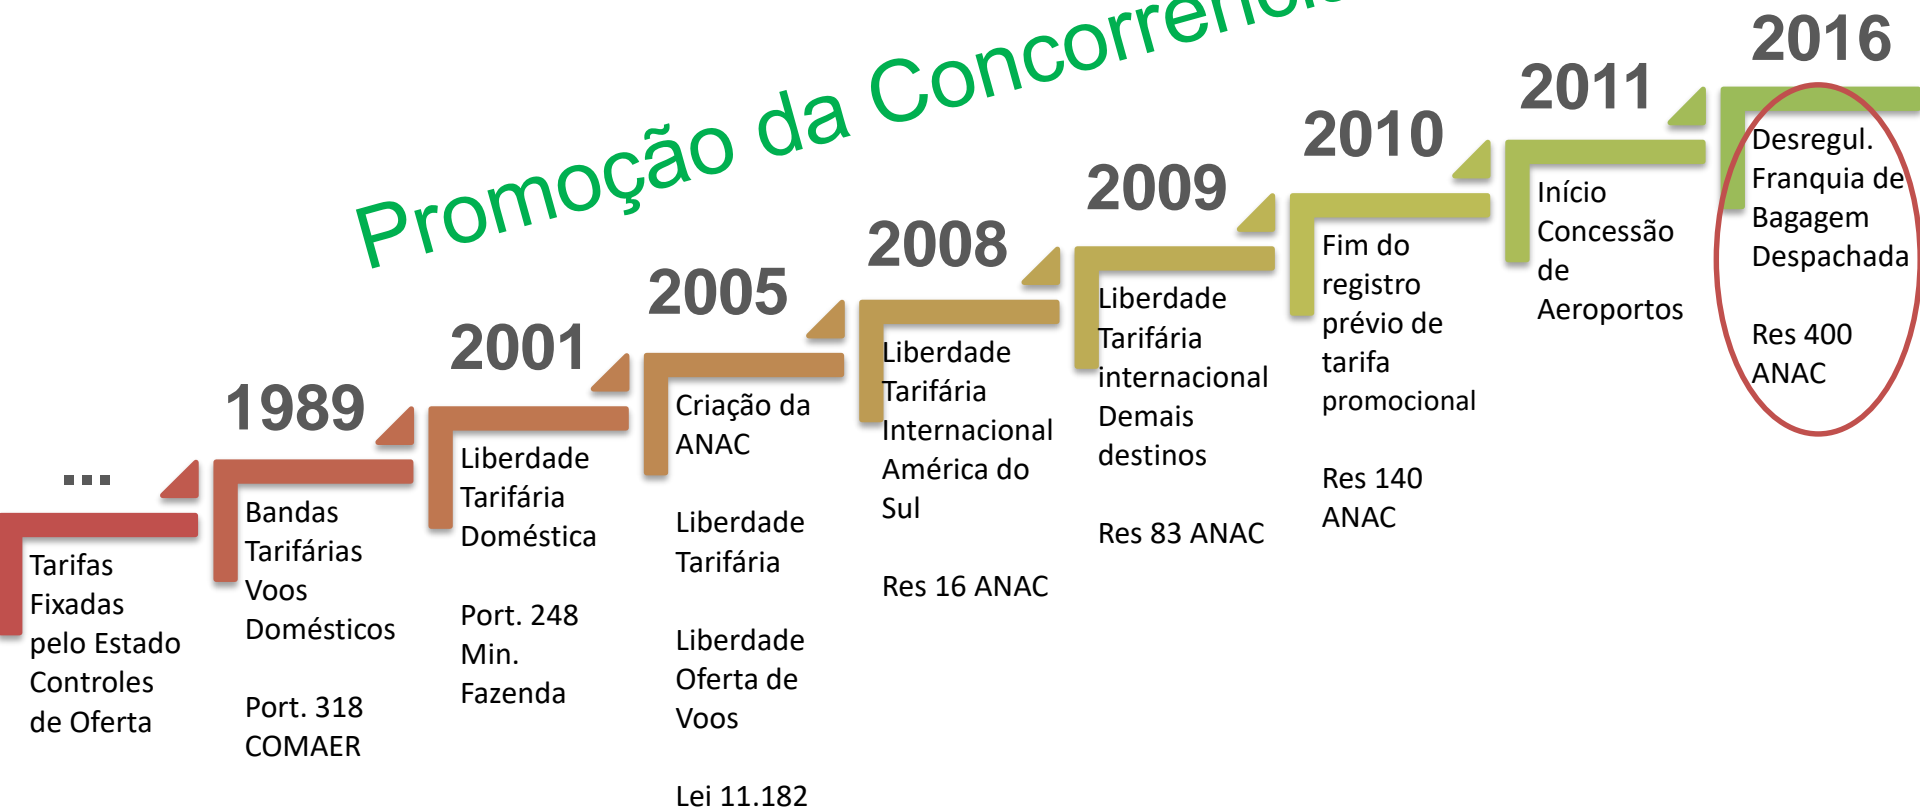 Promoção da
...
Tarifas
Fixadas
pelo Estado
Controles
de Oferta
1989
Bandas
Tarifárias
Voos
Domésticos
Port. 318
COMAER
2001
Liberdade
Tarifária
Doméstica
Port. 248
Min.
Fazenda
2005
Criação da
ANAC
Liberdade
Tarifária
Liberdade
Oferta de
Voos
Lei 11.182
2008
Liberdade
Tarifária
Internacional
América do
Sul
Res 16 ANAC
2009
Liberdade
Tarifária
internacional
Demais
destinos
Res 83 ANAC
2010
Fim do
registro
prévio de
tarifa
promocional
Res 140
ANAC
2011
Início
Concessão
de
Aeroportos
2016
Desregul.
Franquia de
Bagagem
Despachada
Res 400
ANAC